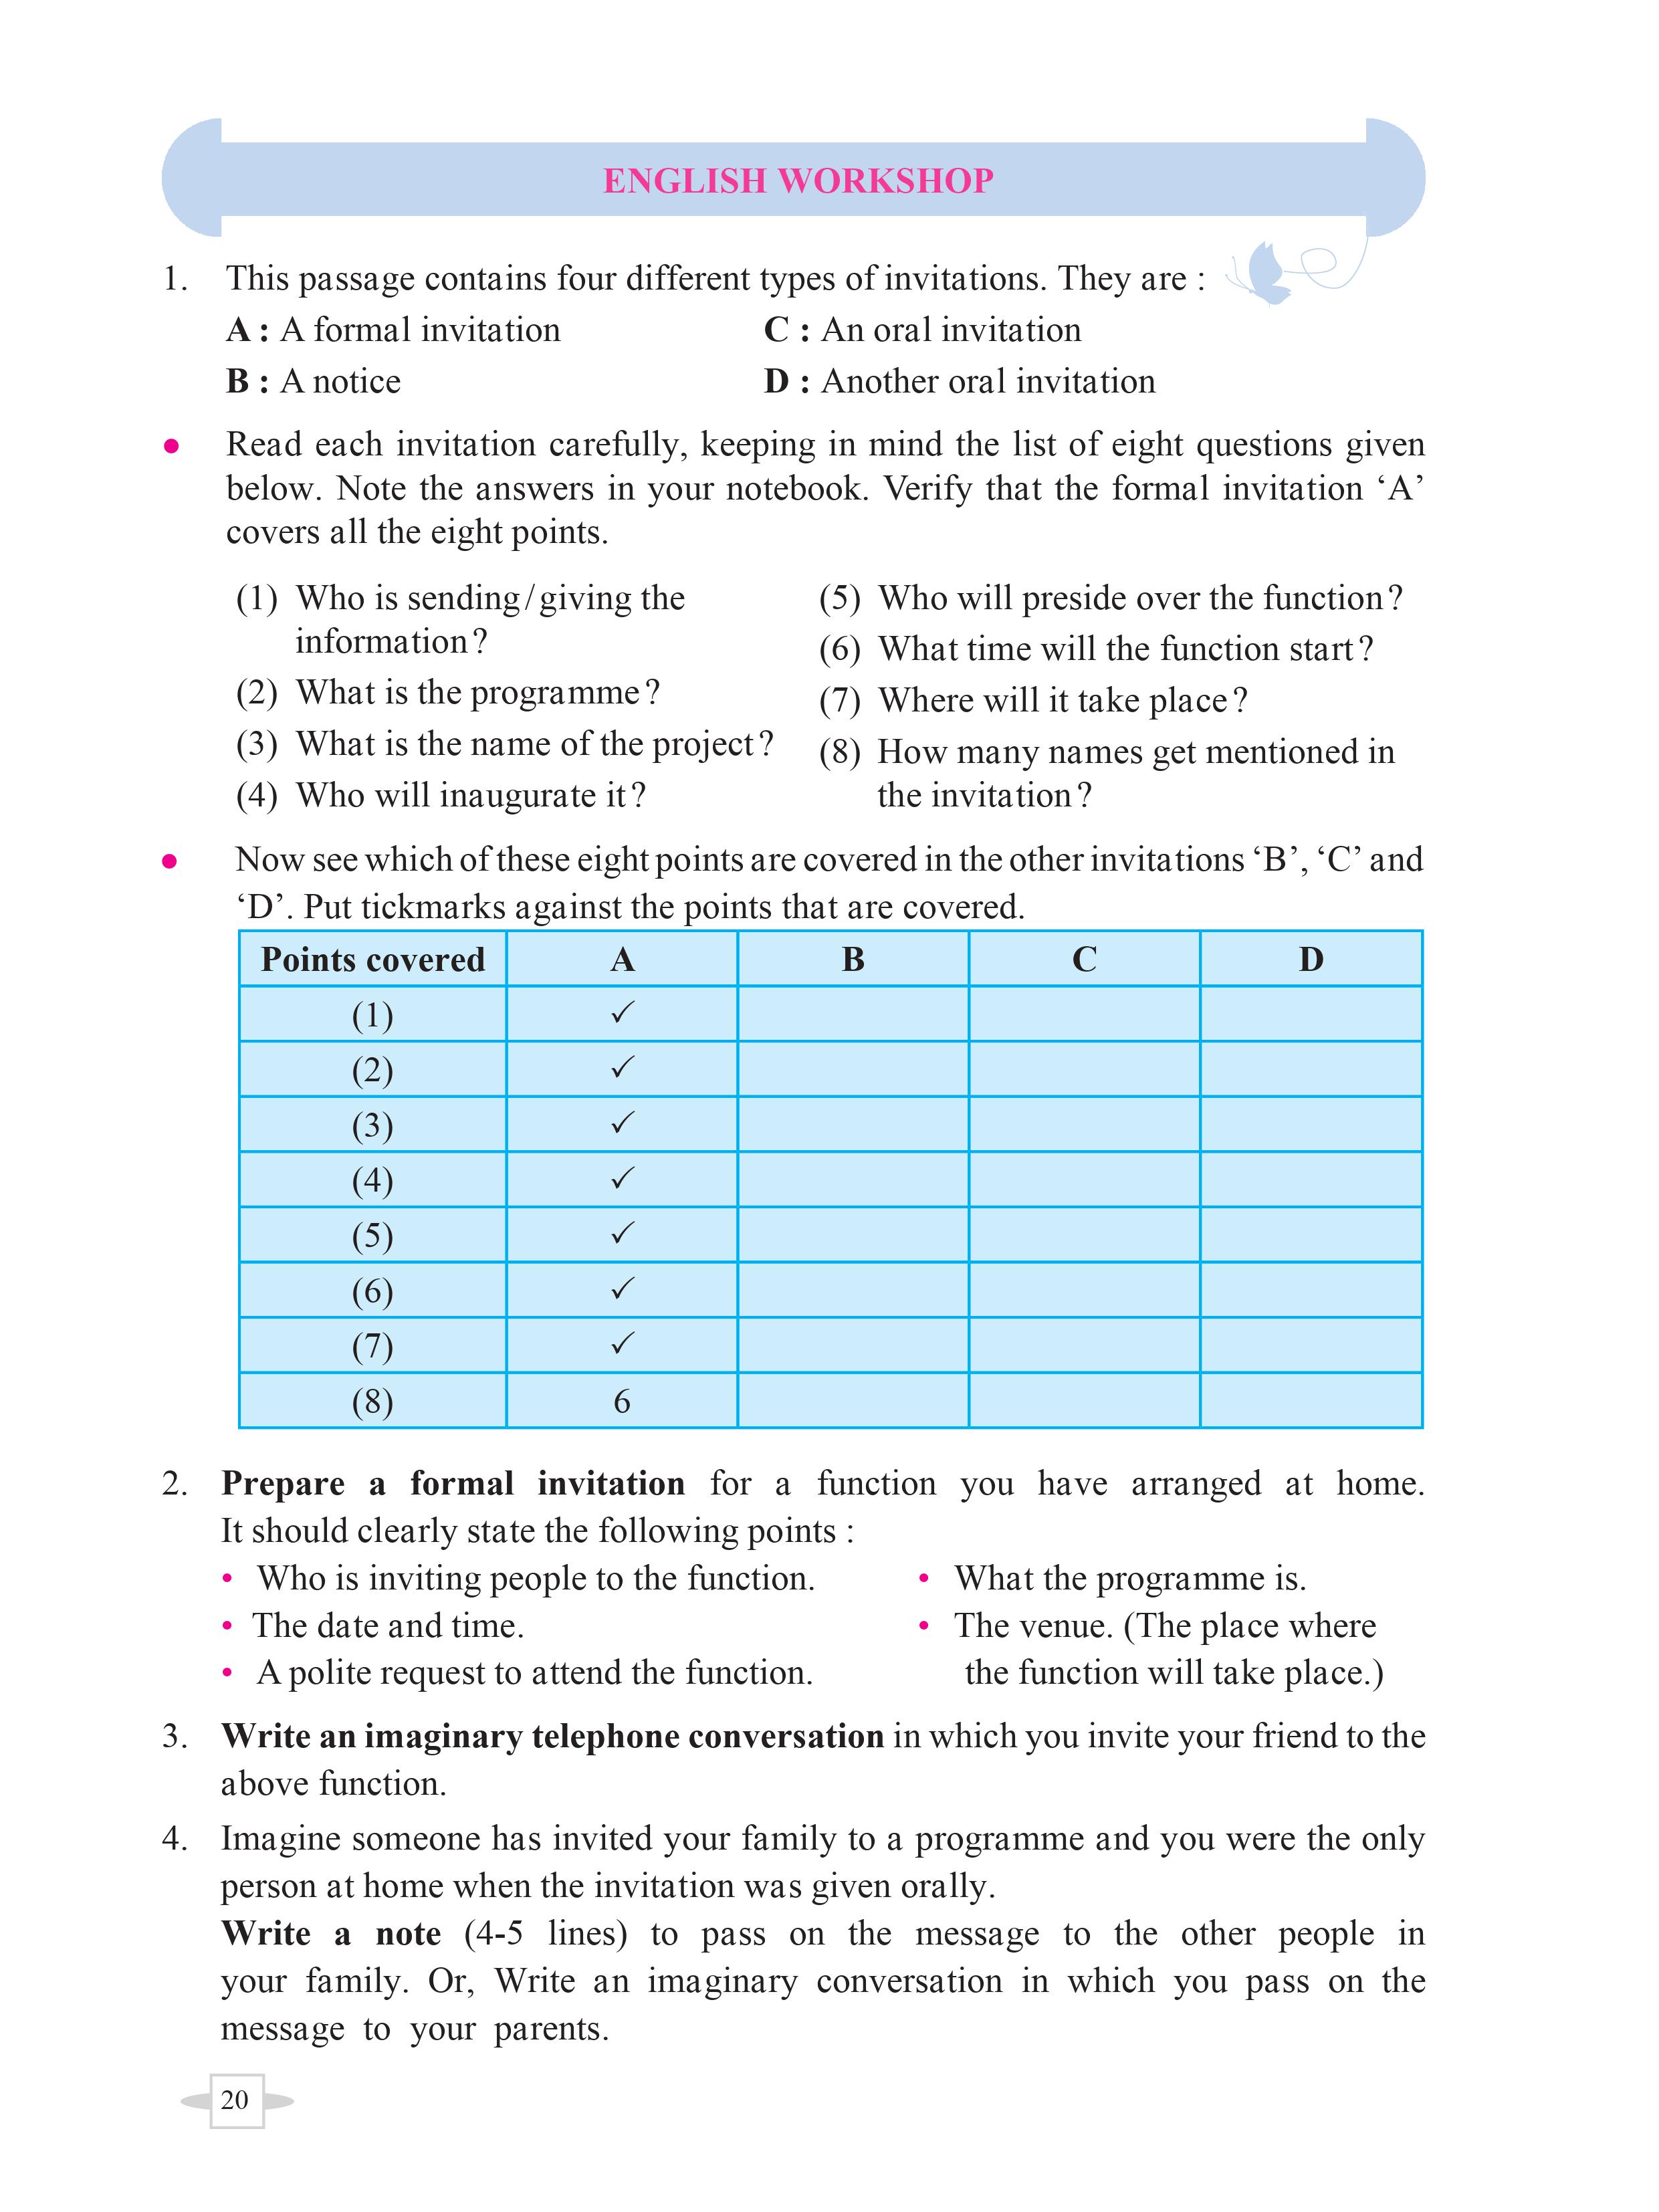 ENGLISH WORKSHOP
1. This passage contains four different types of invitations. They are :
A : A formal invitation
C : An oral invitation
B : A notice
D : Another oral invitation
● Read each invitation carefully, keeping in mind the list of eight questions given
below. Note the answers in your notebook. Verify that the formal invitation ‘A’
covers all the eight points.
(1) Who is sending/giving the
information?
(2) What is the programme?
(3) What is the name of the project?
(4) Who will inaugurate it?
(5) Who will preside over the function?
(6) What time will the function start?
(7) Where will it take place?
(8) How many names get mentioned in
the invitation?
● Now see which of these eight points are covered in the other invitations ‘B’, ‘C’ and
‘D’. Put tickmarks against the points that are covered.
Points covered A B C D
(1) ✓
(2) ✓
(3) ✓
(4) ✓
(5) ✓
(6) ✓
(7) ✓
(8) 6
2. Prepare a formal invitation for a function you have arranged at home.
It should clearly state the following points :
• Who is inviting people to the function.
• The date and time.
• A polite request to attend the function.
• What the programme is.
• The venue. (The place where
the function will take place.)
3. Write an imaginary telephone conversation in which you invite your friend to the
above function.
4. Imagine someone has invited your family to a programme and you were the only
person at home when the invitation was given orally.
Write a note (4-5 lines) to pass on the message to the other people in
your family. Or, Write an imaginary conversation in which you pass on the
message to your parents.
20